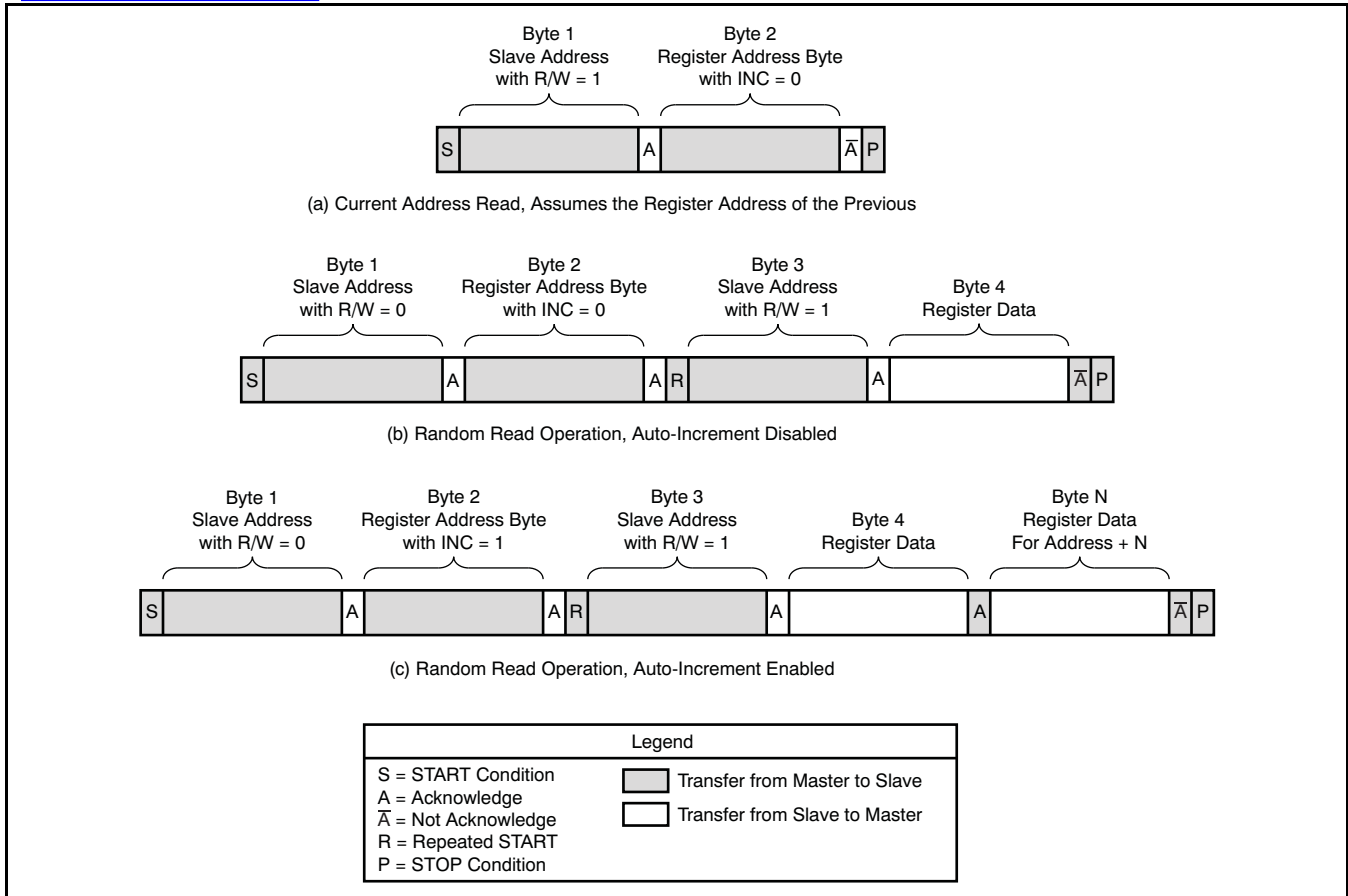 Byte 1
Slave Address
with R/W = 1
Byte 2
Register Address Byte
with INC = 0
S
A
A̅
P
(a) Current Address Read, Assumes the Register Address of the Previous
Byte 1
Slave Address
with R/W = 0
Byte 2
Register Address Byte
with INC = 0
Byte 3
Slave Address
with R/W = 1
Byte 4
Register Data
S
A
A
R
A
A̅
P
(b) Random Read Operation, Auto-Increment Disabled
Byte 1
Slave Address
with R/W = 0
Byte 2
Register Address Byte
with INC = 1
Byte 3
Slave Address
with R/W = 1
Byte 4
Register Data
Byte N
Register Data
For Address + N
S
A
A
R
A
A
A̅
P
(c) Random Read Operation, Auto-Increment Enabled
Legend
S = START Condition
A = Acknowledge
A̅ = Not Acknowledge
R = Repeated START
P = STOP Condition
Transfer from Master to Slave
Transfer from Slave to Master